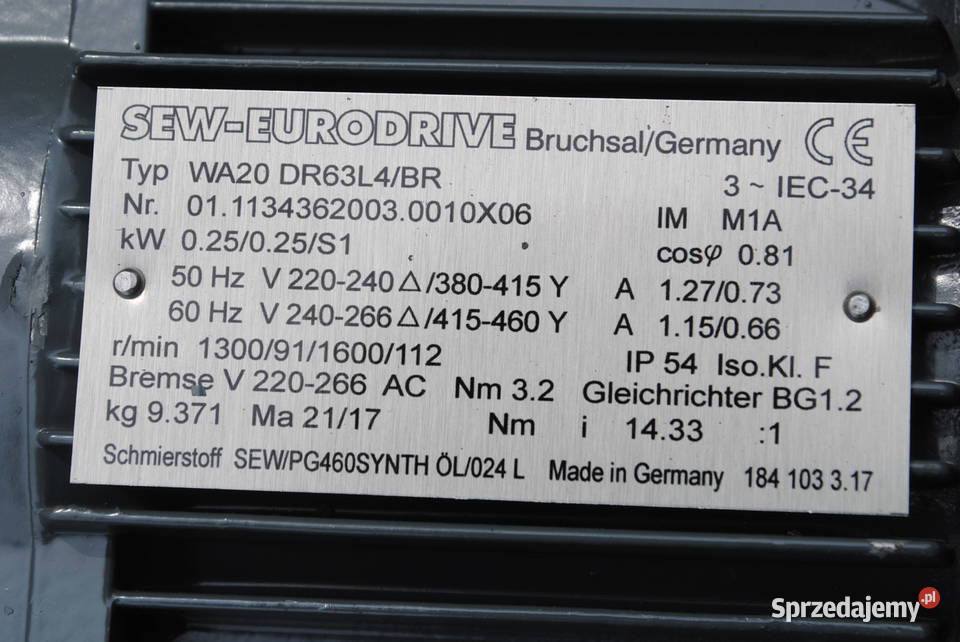 SEW-EURODRIVE Bruchsal/Germany CE
Typ WA20 DR63L4/BR 3 ~ IEC-34
Nr. 01.1134362003.0010X06 IM M1A
kW 0.25/0.25/S1 cosφ 0.81
50 Hz V 220-240 Δ/380-415 Y A 1.27/0.73
60 Hz V 240-266 Δ/415-460 Y A 1.15/0.66
r/min 1300/91/1600/112 IP 54 Iso.Kl. F
Bremse V 220-266 AC Nm 3.2 Gleichrichter BG1.2
kg 9.371 Ma 21/17 Nm i 14.33 :1
Schmierstoff SEW/PG460SYNTH ÖL/024 L Made in Germany 184 103 3.17
Sprzedajemy.pl